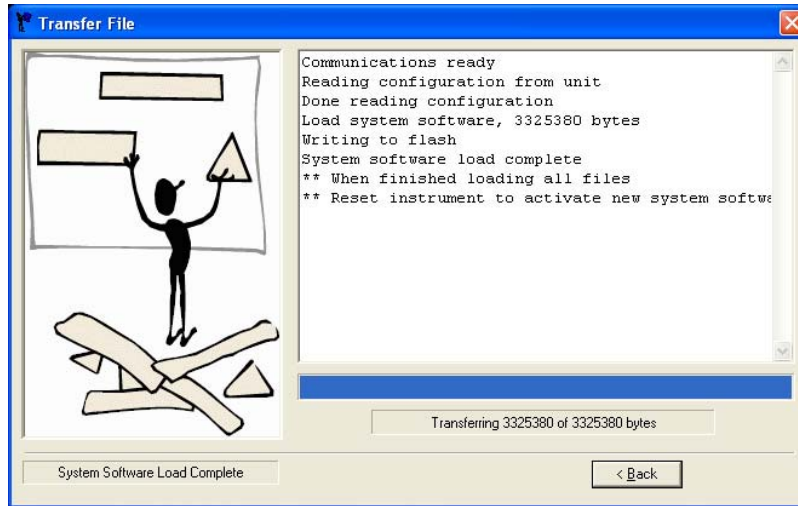 Transfer File
Communications ready
Reading configuration from unit
Done reading configuration
Load system software, 3325380 bytes
Writing to flash
System software load complete
** When finished loading all files
** Reset instrument to activate new system softwa
Transferring 3325380 of 3325380 bytes
System Software Load Complete
< Back